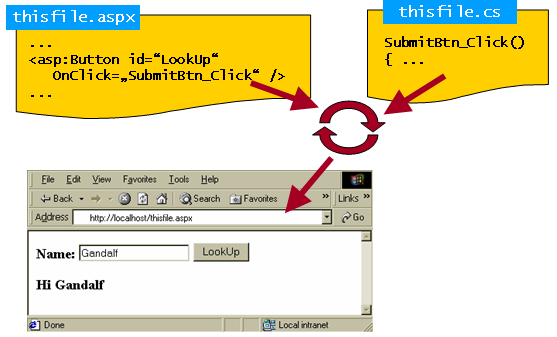 thisfile.aspx
...
<asp:Button id=“LookUp“
OnClick=„SubmitBtn_Click“ />
...
thisfile.cs
SubmitBtn_Click()
{ ...
File Edit View Favorites Tools Help
Back Search Favorites » Links »
Address http://localhost/thisfile.aspx Go
Name: Gandalf LookUp
Hi Gandalf
Done Local intranet